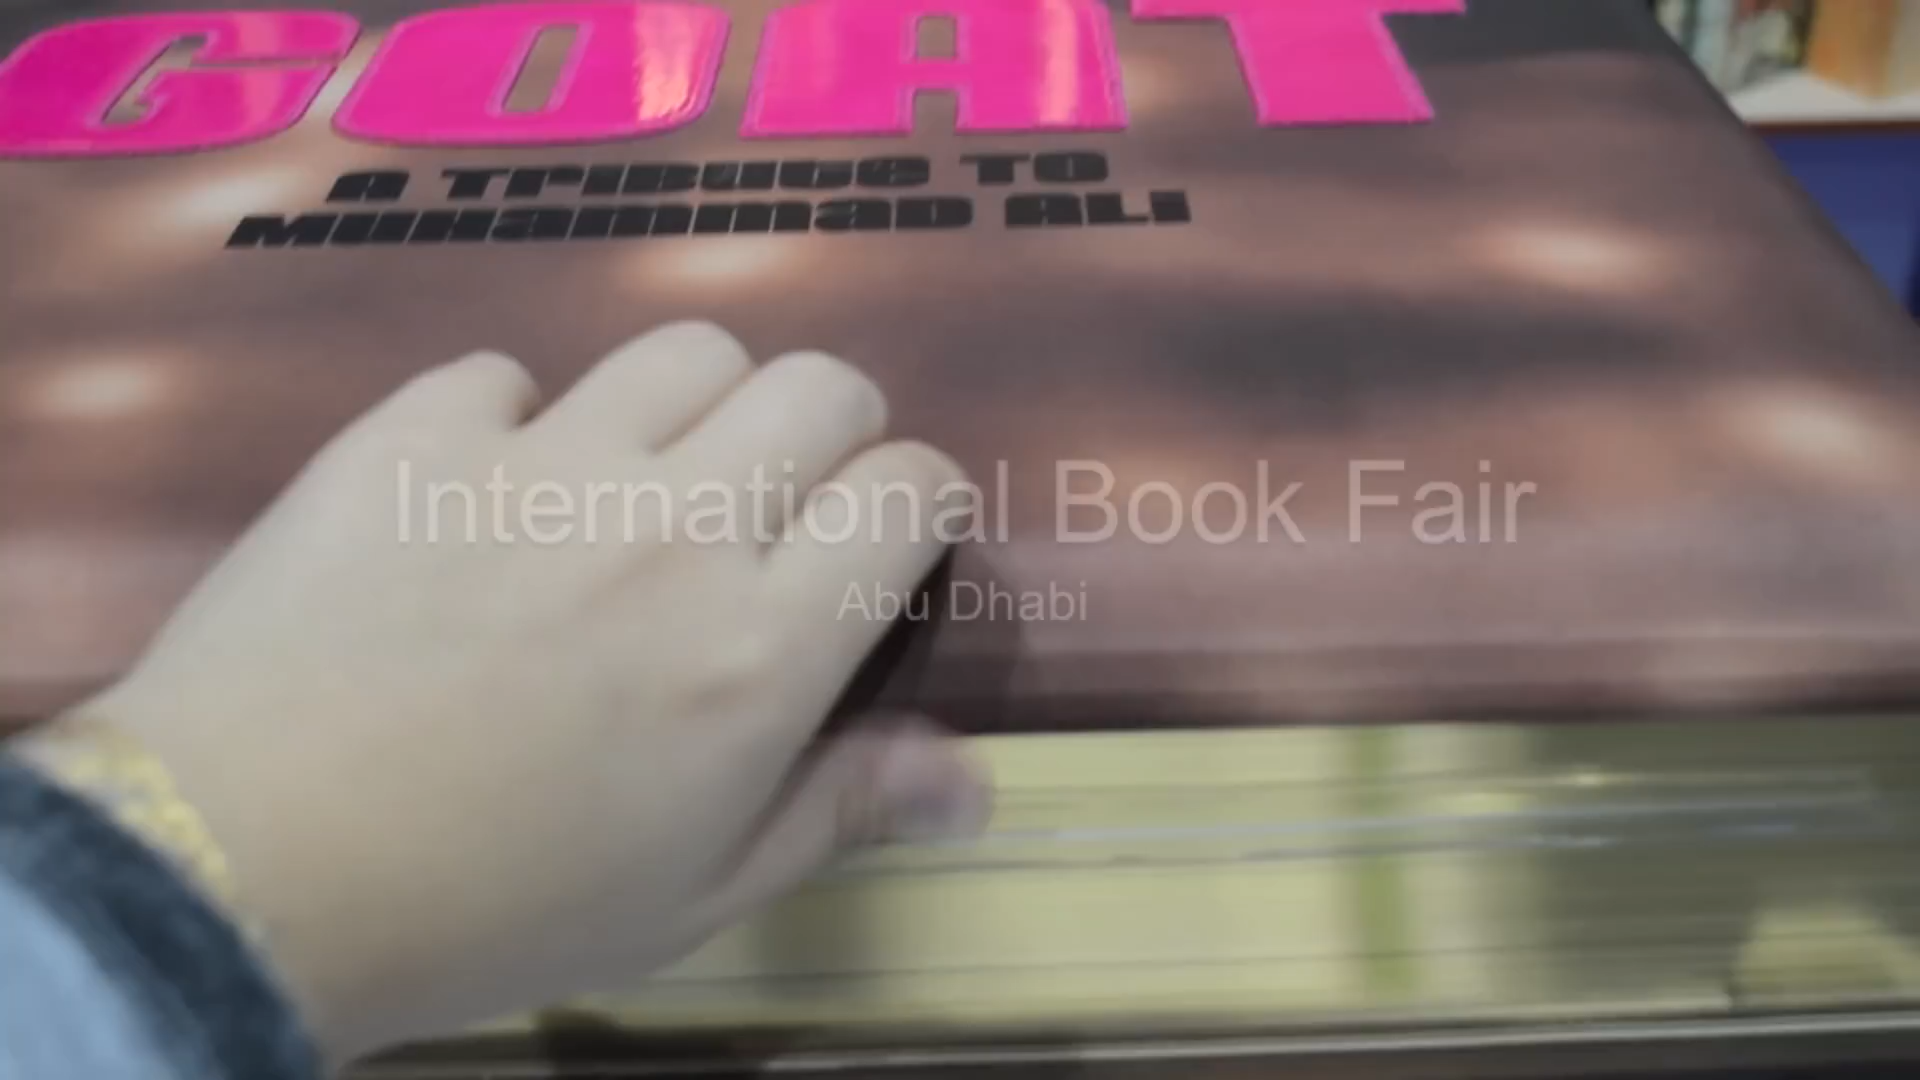 GOAT
A TRIBUTE TO
MUHAMMAD ALI
International Book Fair
Abu Dhabi